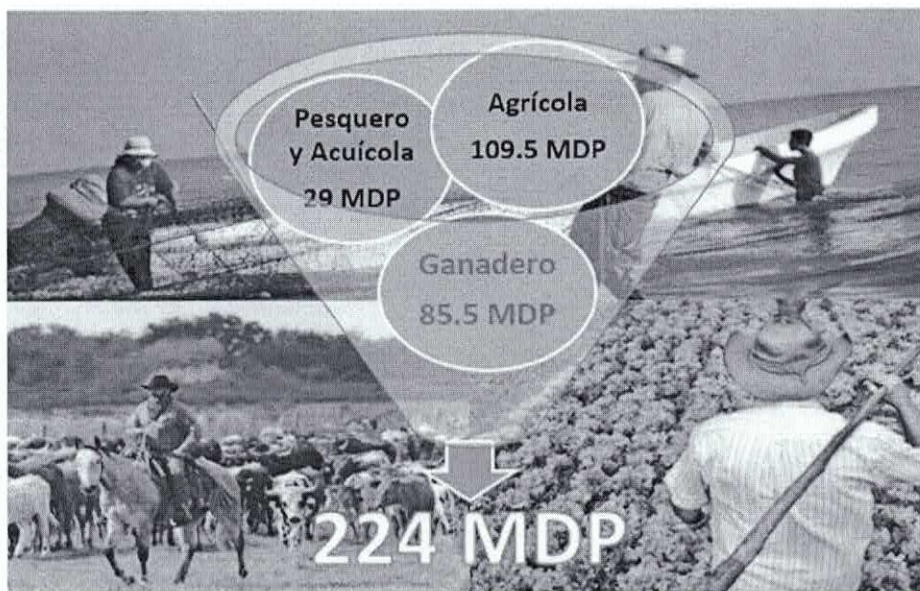 Pesquero
y Acuícola
29 MDP
Agrícola
109.5 MDP
Ganadero
85.5 MDP
224 MDP